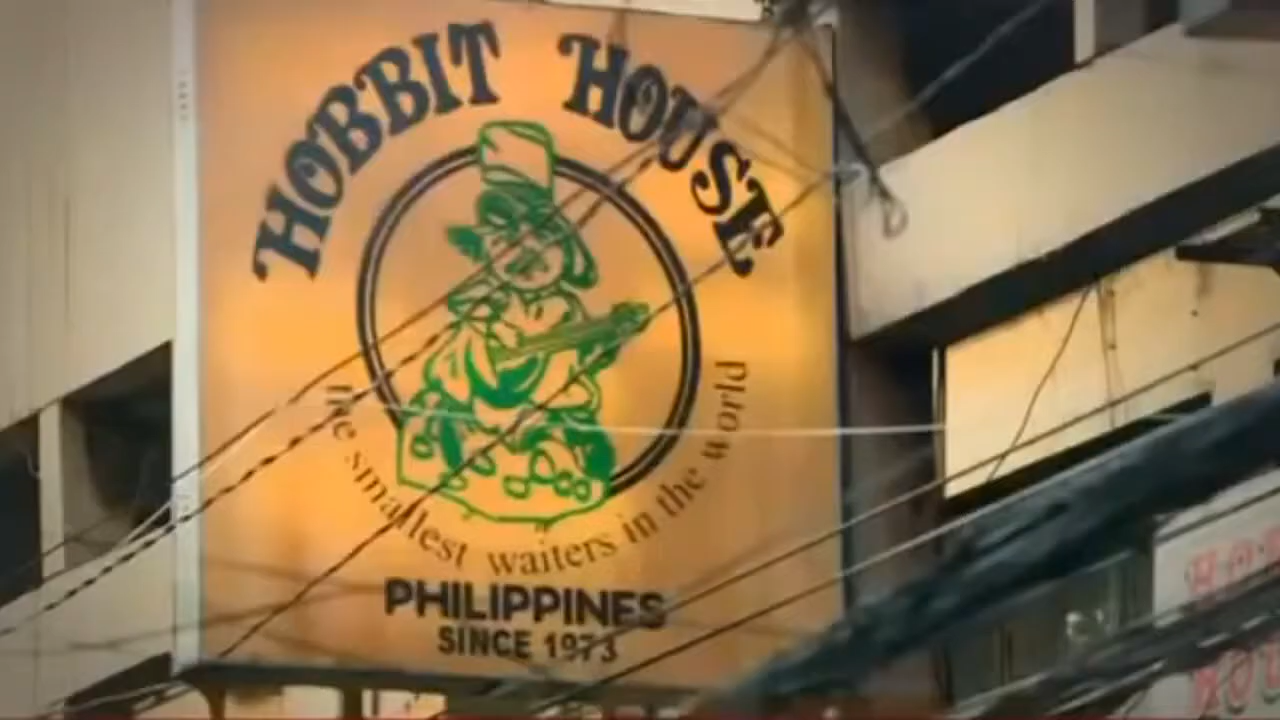 HOBBIT HOUSE
the smallest waiters in the world
PHILIPPINES
SINCE 1973